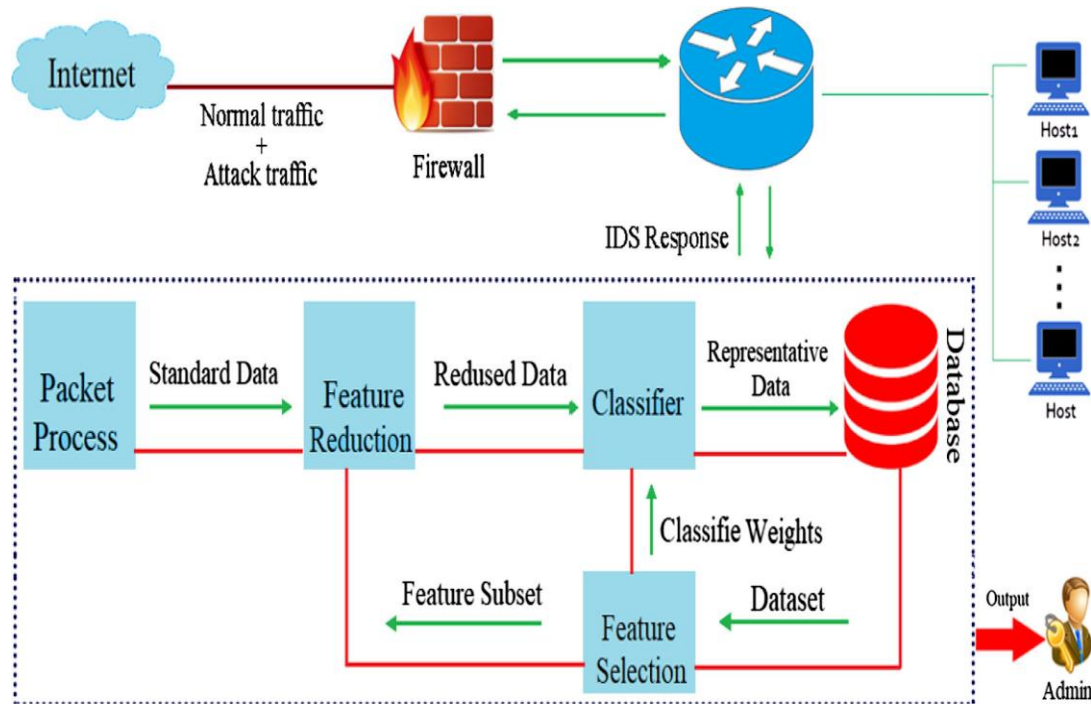 Internet
Normal traffic
+
Attack traffic
Firewall
Host1
Host2
Host
IDS Response
Packet
Process
Standard Data
Feature
Reduction
Redused Data
Classifier
Representative
Data
Database
Classifie Weights
Feature Subset
Feature
Selection
Dataset
Output
Admin